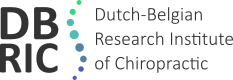 DB
RIC
Dutch-Belgian
Research Institute
of Chiropractic